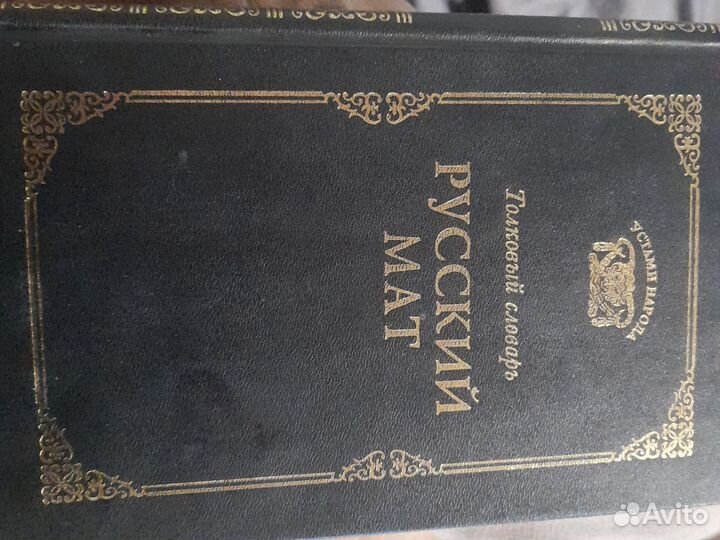 УСТАМИ НАРОДА
Толковый словарь
РУССКИЙ
МАТ
Avito